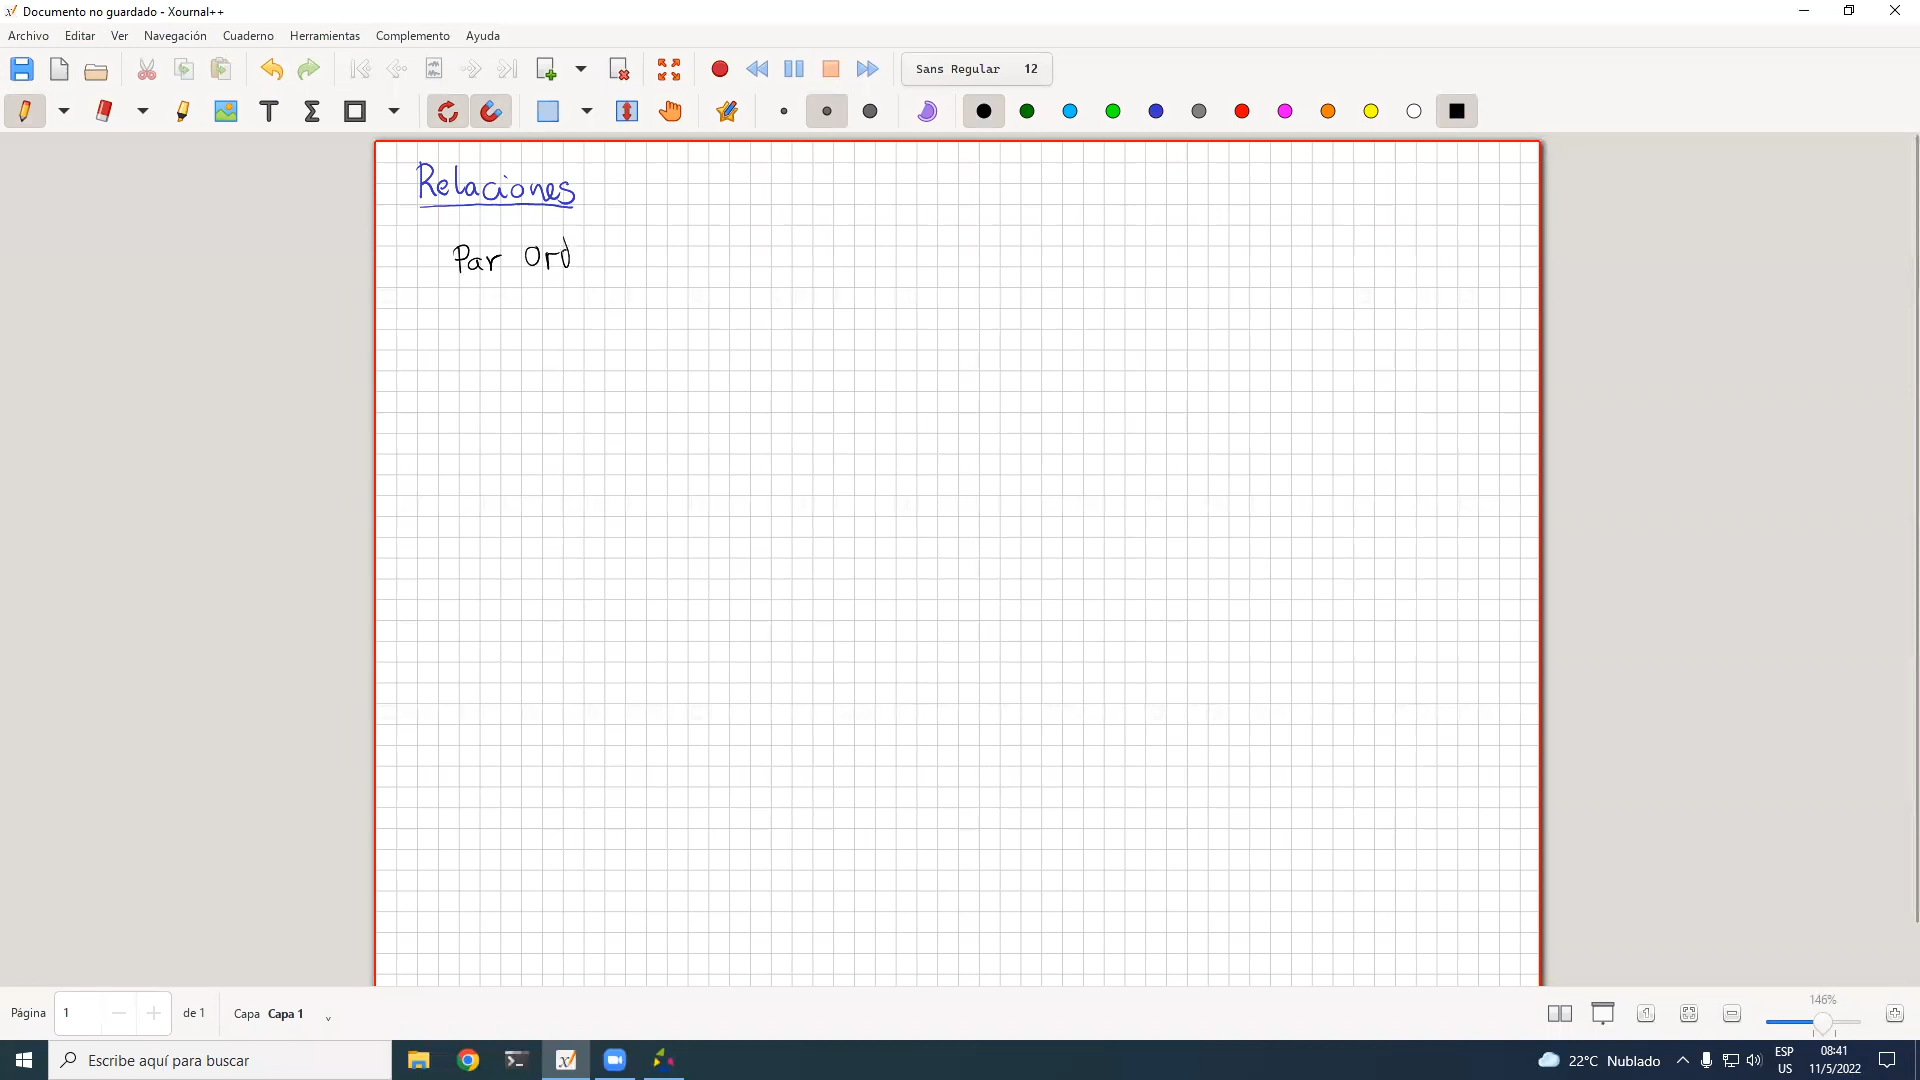 Documento no guardado - Xournal++
Archivo Editar Ver Navegación Cuaderno Herramientas Complemento Ayuda
Sans Regular 12
Relaciones
Par Ord
146%
Página 1 de 1 Capa Capa 1
Escribe aquí para buscar
22°C Nublado
ESP
US
08:41
11/5/2022